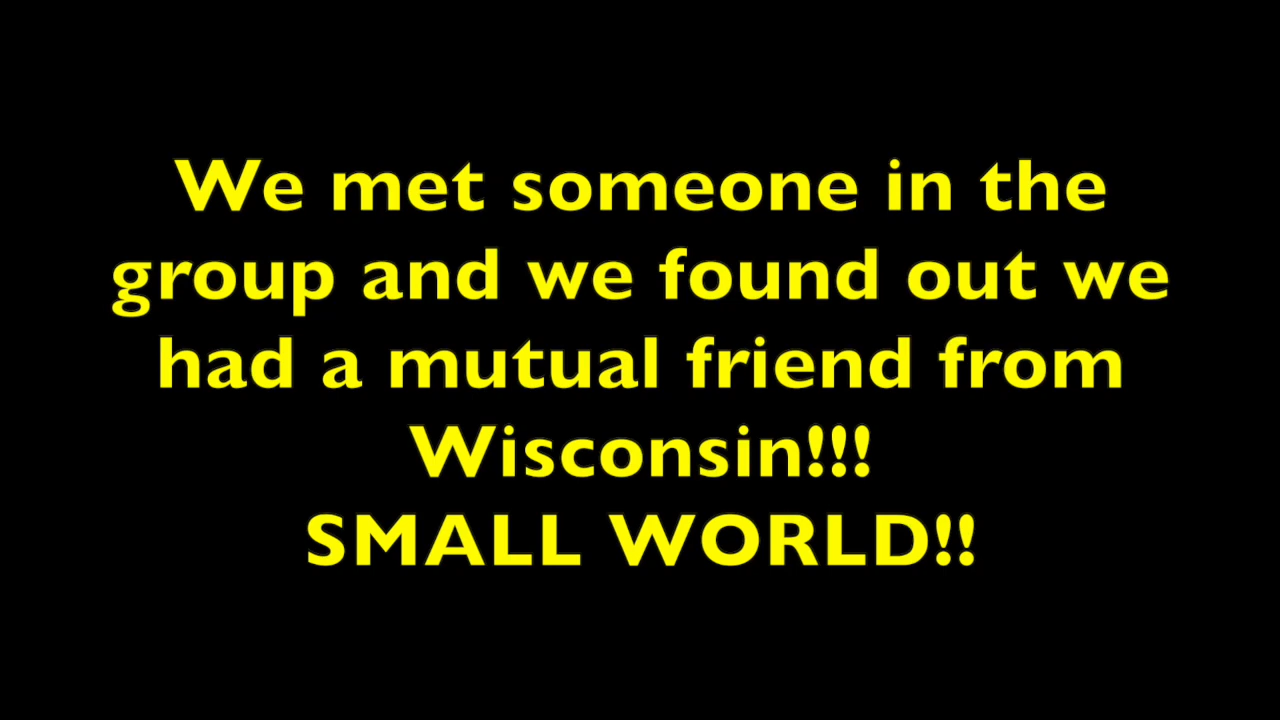 We met someone in the
group and we found out we
had a mutual friend from
Wisconsin!!!
SMALL WORLD!!